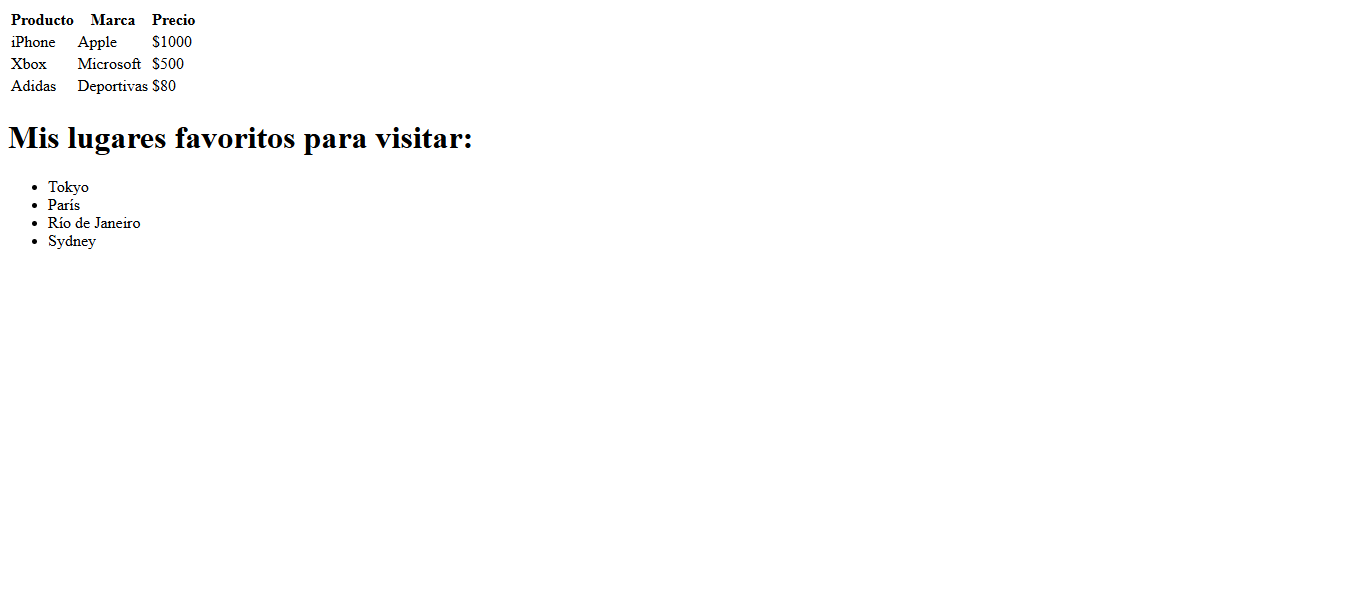 Producto Marca Precio
iPhone Apple $1000
Xbox Microsoft $500
Adidas Deportivas $80
Mis lugares favoritos para visitar:
Tokyo
París
Río de Janeiro
Sydney